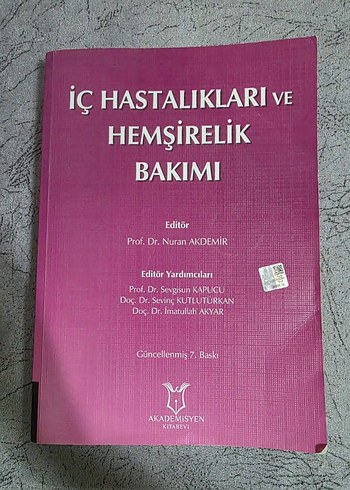 İÇ HASTALIKLARI VE
HEMŞİRELİK
BAKIMI
Editör
Prof. Dr. Nuran AKDEMİR
Editör Yardımcıları
Prof. Dr. Sevgisun KAPUCU
Doç. Dr. Sevinç KUTLUTÜRKAN
Doç. Dr. İmatullah AKYAR
Güncellenmiş 7. Baskı
AKADEMİSYEN
KİTABEVİ